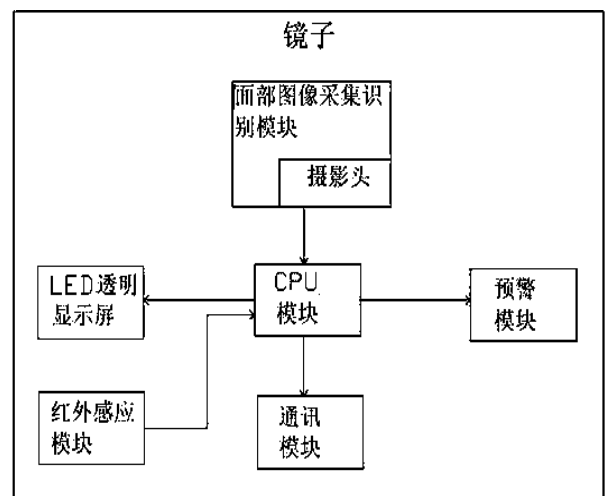 镜子
面部图像采集识
别模块
摄影头
LED透明
显示屏
CPU
模块
预警
模块
红外感应
模块
通讯
模块